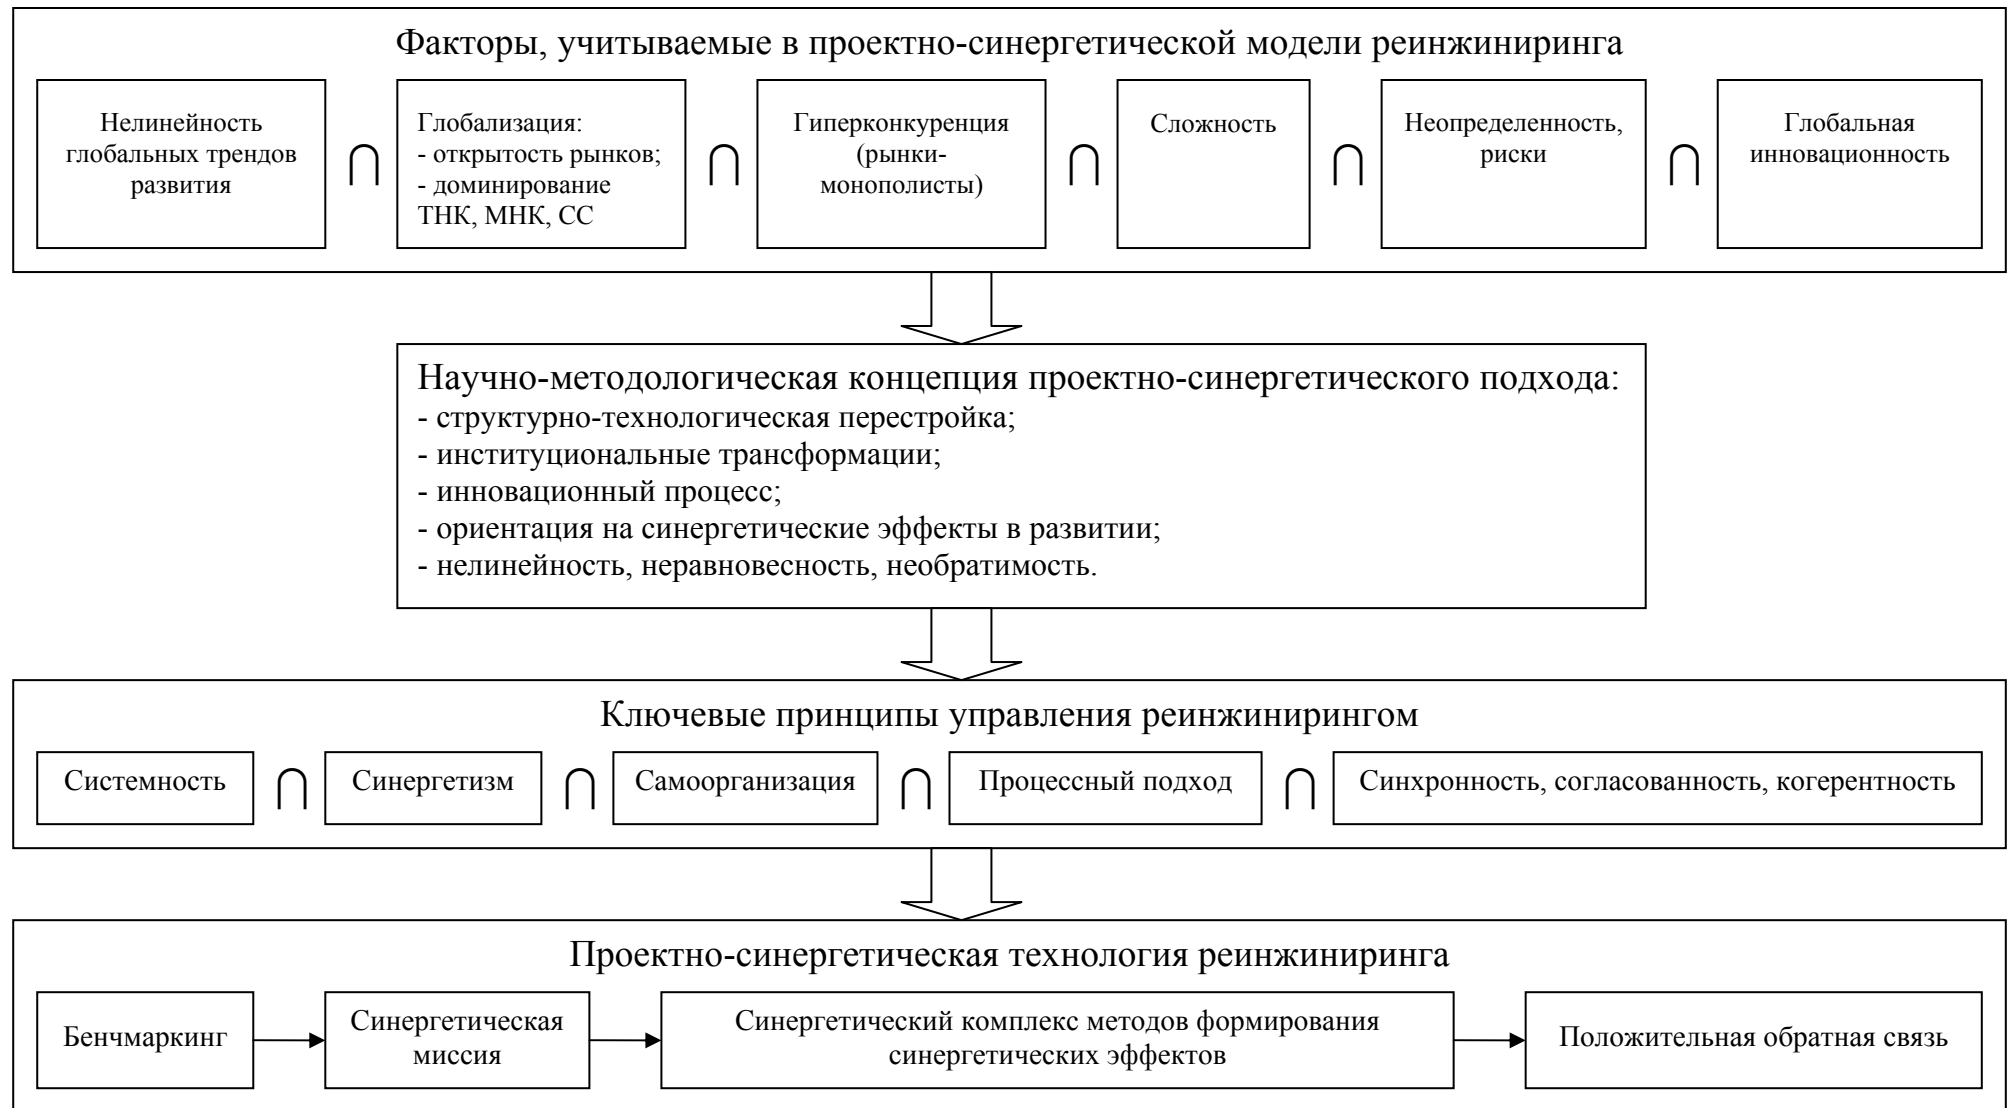 Факторы, учитываемые в проектно-синергетической модели реинжиниринга
Нелинейность
глобальных трендов
развития
∩
Глобализация:
- открытость рынков;
- доминирование
ТНК, МНК, СС
∩
Гиперконкуренция
(рынки-
монополисты)
∩
Сложность
∩
Неопределенность,
риски
∩
Глобальная
инновационность
Научно-методологическая концепция проектно-синергетического подхода:
- структурно-технологическая перестройка;
- институциональные трансформации;
- инновационный процесс;
- ориентация на синергетические эффекты в развитии;
- нелинейность, неравновесность, необратимость.
Ключевые принципы управления реинжинирингом
Системность
∩
Синергетизм
∩
Самоорганизация
∩
Процессный подход
∩
Синхронность, согласованность, когерентность
Проектно-синергетическая технология реинжиниринга
Бенчмаркинг
Синергетическая
миссия
Синергетический комплекс методов формирования
синергетических эффектов
Положительная обратная связь